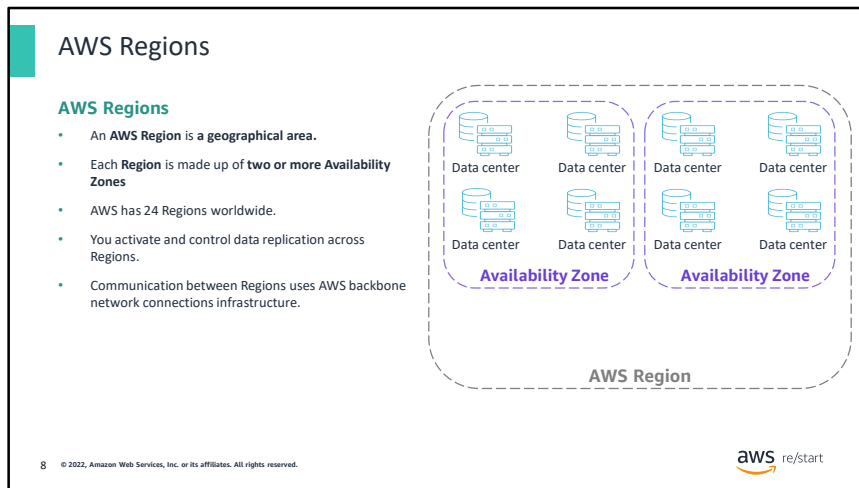 AWS Regions
AWS Regions
• An AWS Region is a geographical area.
• Each Region is made up of two or more Availability
Zones
• AWS has 24 Regions worldwide.
• You activate and control data replication across
Regions.
• Communication between Regions uses AWS backbone
network connections infrastructure.
Data center Data center Data center Data center
Data center Data center Data center Data center
Availability Zone Availability Zone
AWS Region
8 © 2022, Amazon Web Services, Inc. or its affiliates. All rights reserved.
aws re/start